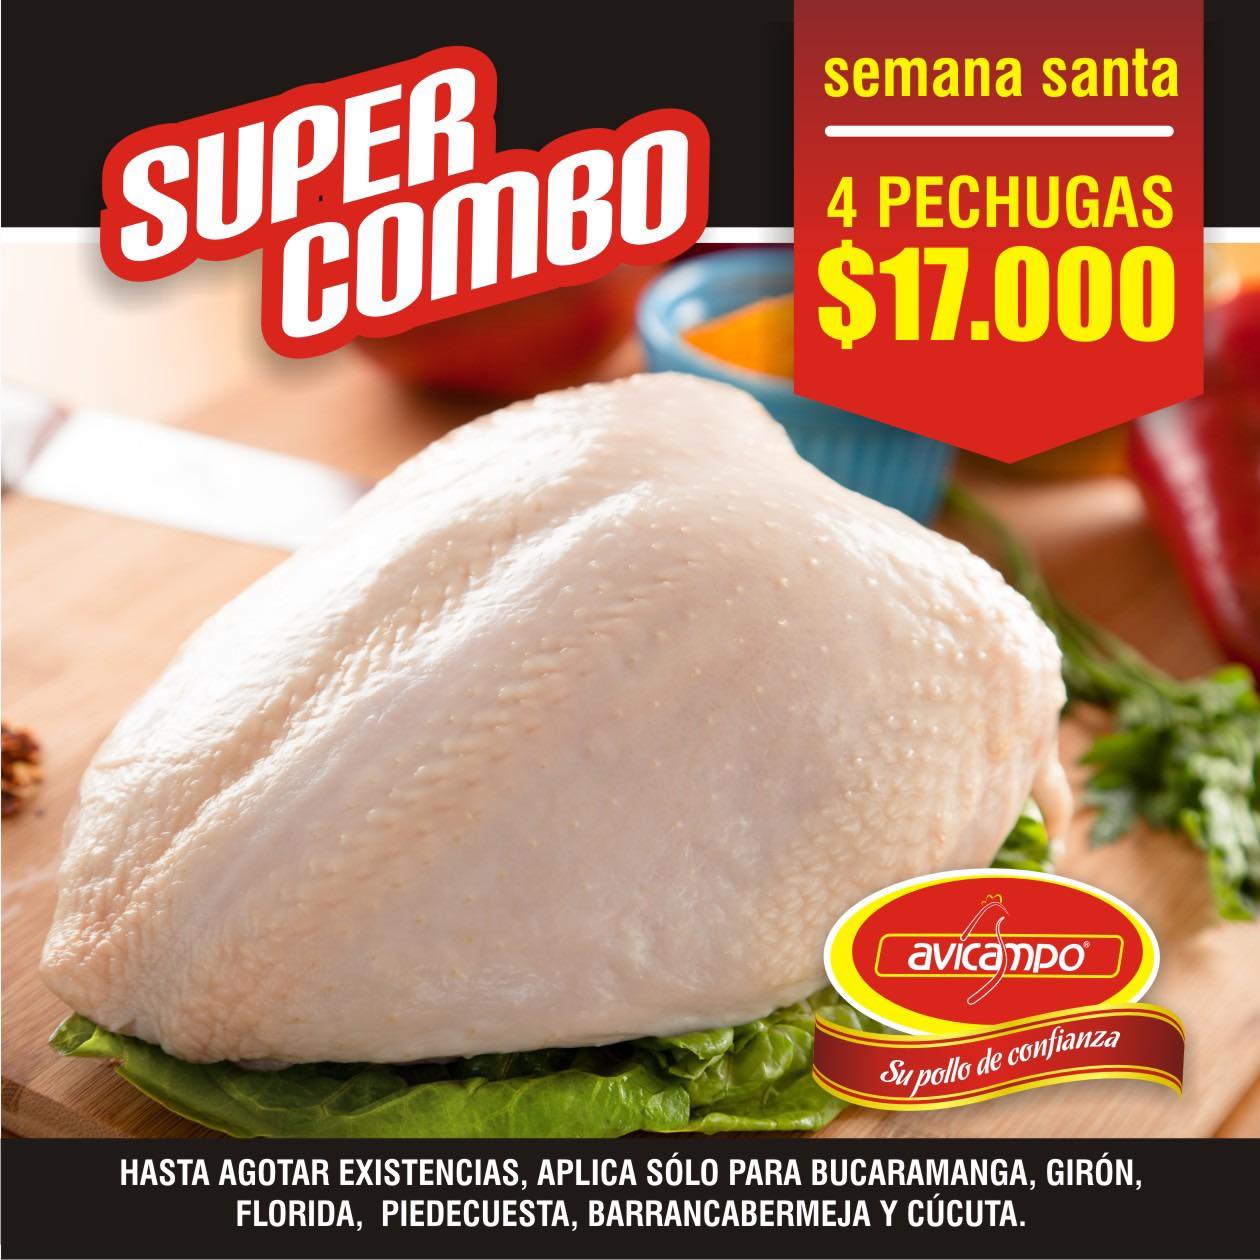 SUPER
COMBO
semana santa
4 PECHUGAS
$17.000
avicampo®
Su pollo de confianza
HASTA AGOTAR EXISTENCIAS, APLICA SÓLO PARA BUCARAMANGA, GIRÓN,
FLORIDA, PIEDECUESTA, BARRANCABERMEJA Y CÚCUTA.